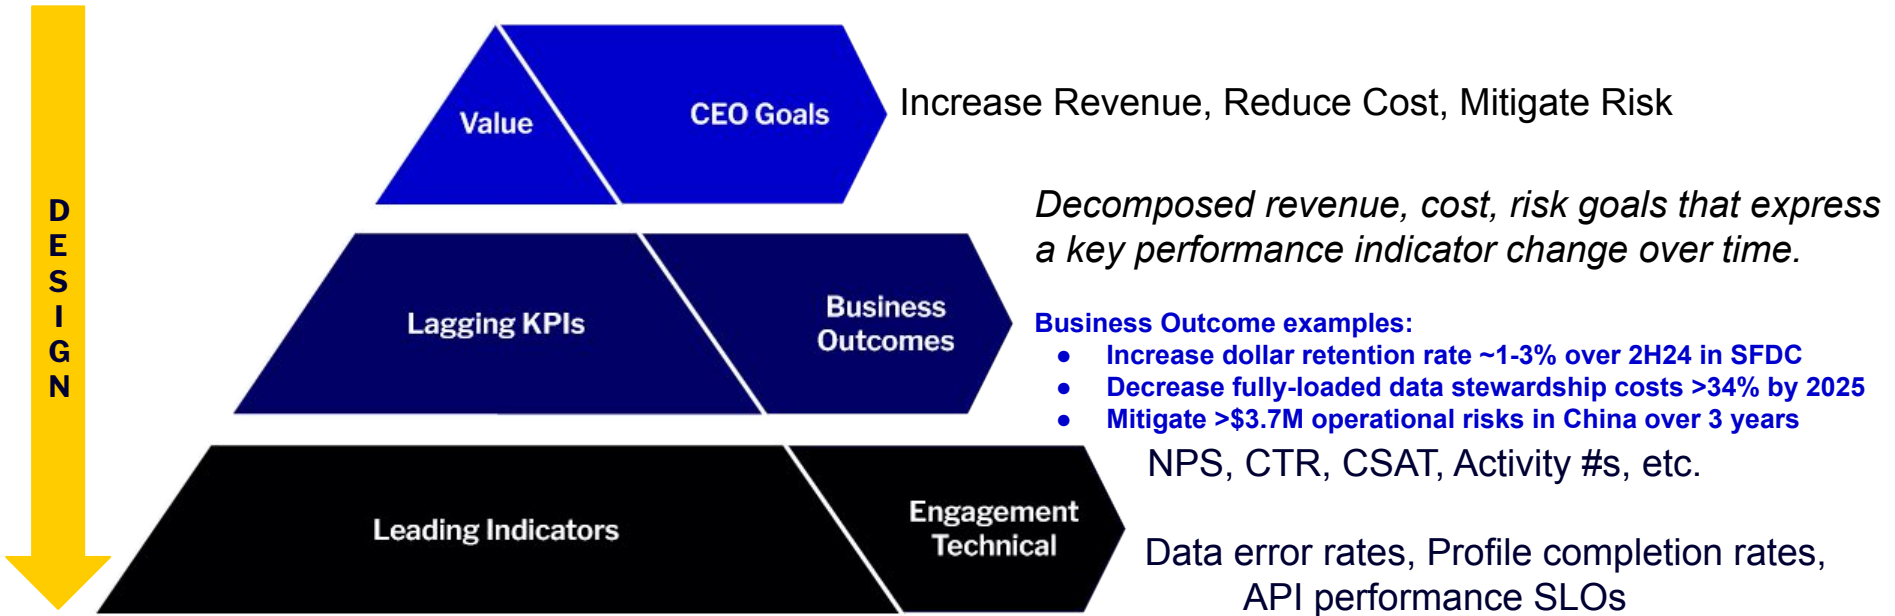 DESIGN
Value
CEO Goals
Increase Revenue, Reduce Cost, Mitigate Risk
Decomposed revenue, cost, risk goals that express
a key performance indicator change over time.
Lagging KPIs
Business
Outcomes
Business Outcome examples:
● Increase dollar retention rate ~1-3% over 2H24 in SFDC
● Decrease fully-loaded data stewardship costs >34% by 2025
● Mitigate >$3.7M operational risks in China over 3 years
Leading Indicators
Engagement
Technical
NPS, CTR, CSAT, Activity #s, etc.
Data error rates, Profile completion rates,
API performance SLOs